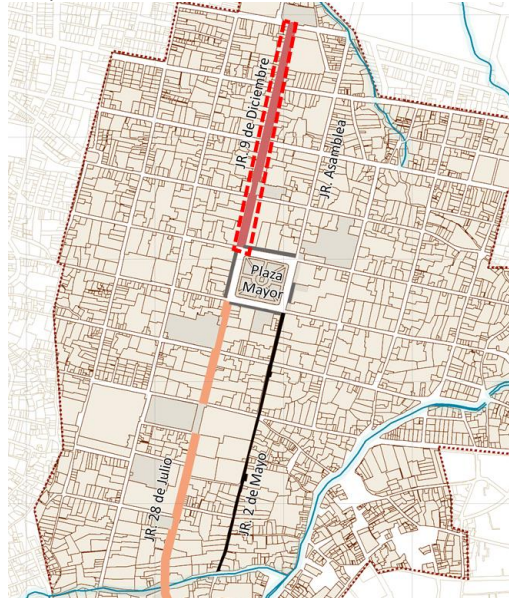 JR. 9 de Diciembre
JR. Asamblea
Plaza
Mayor
JR. 28 de Julio
JR. 2 de Mayo